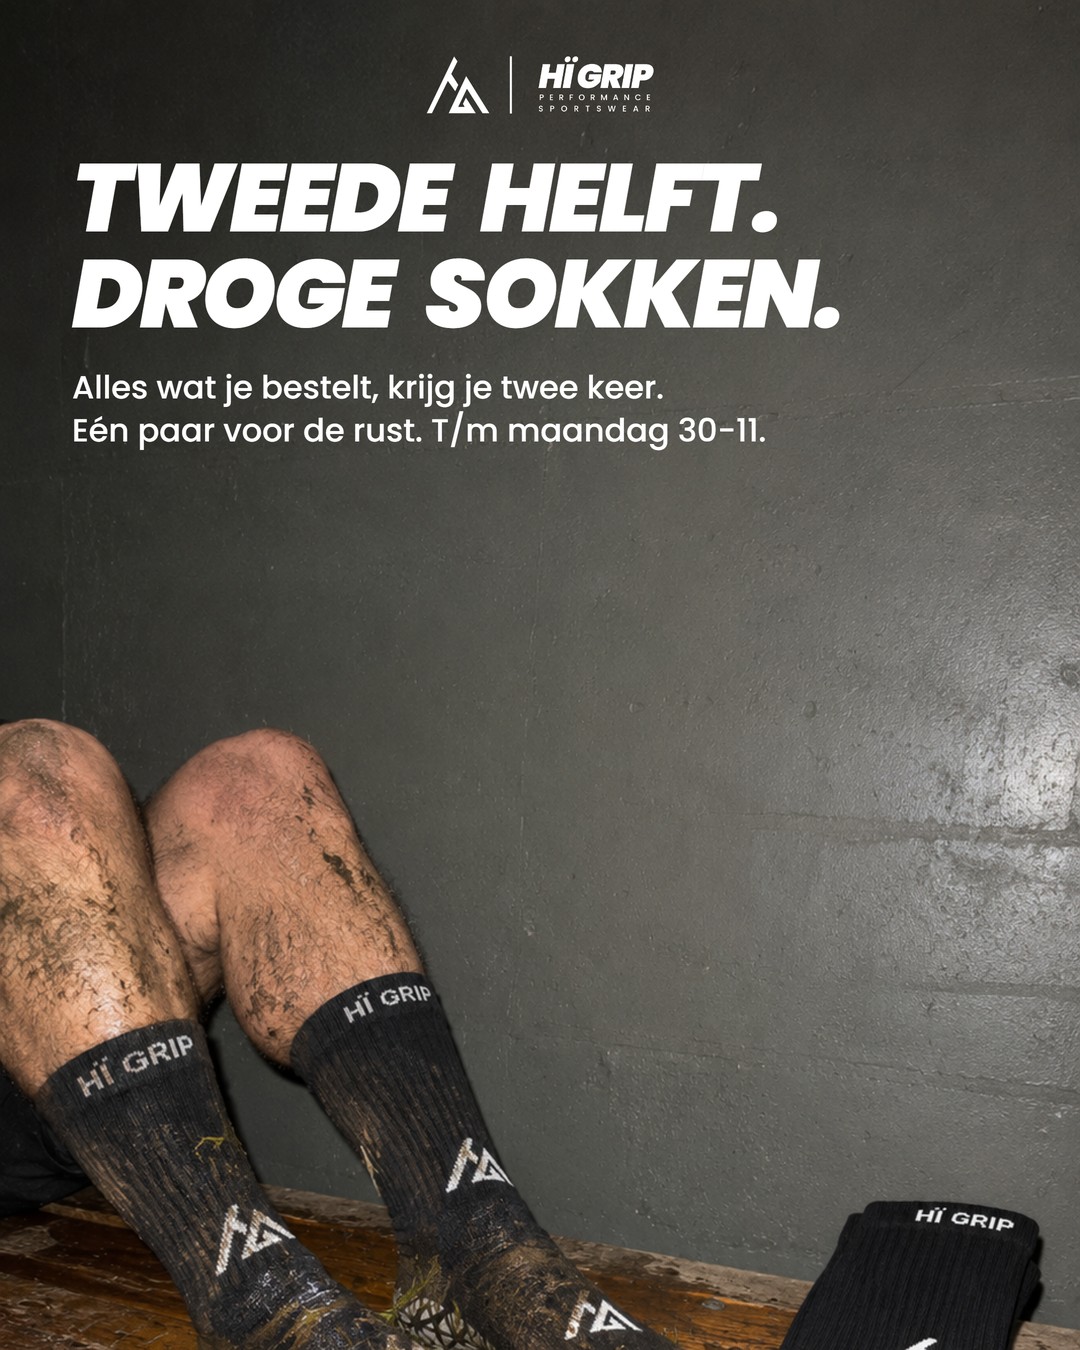 HÏ GRIP
PERFORMANCE
SPORTSWEAR
TWEEDE HELFT.
DROGE SOKKEN.
Alles wat je bestelt, krijg je twee keer.
Eén paar voor de rust. T/m maandag 30-11.
HÏ GRIP
HÏ GRIP
HÏ GRIP